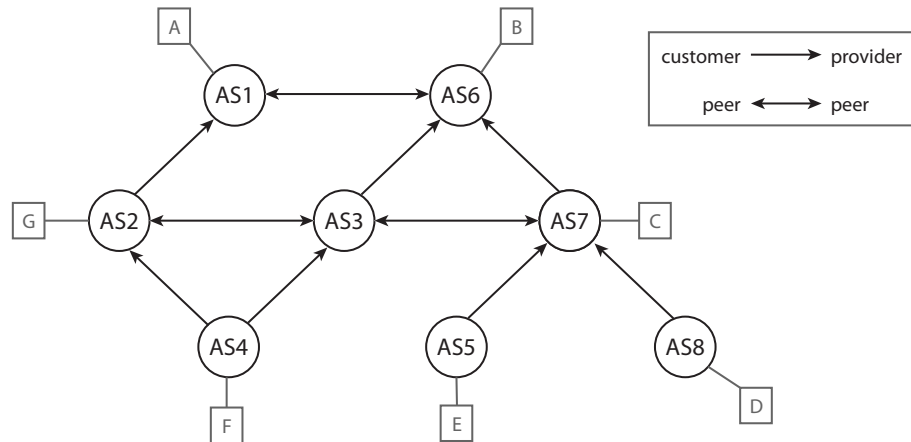 A
B
customer provider
AS1
AS6
peer peer
G
AS2
AS3
AS7
C
AS4
AS5
AS8
F
E
D